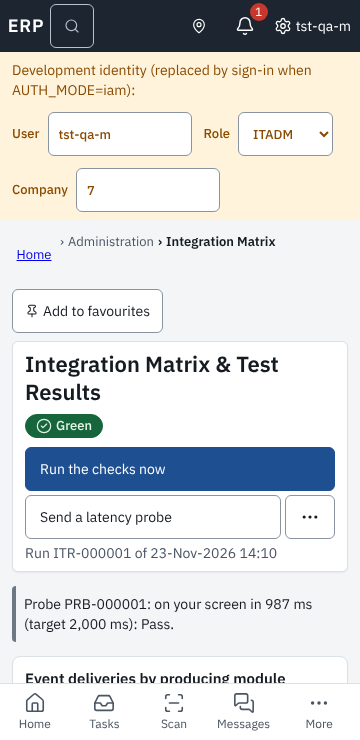 ERP
1
tst-qa-m
Development identity (replaced by sign-in when
AUTH_MODE=iam):
User
tst-qa-m
Role
ITADM
Company
7
Home
› Administration › Integration Matrix
Add to favourites
Integration Matrix & Test
Results
Green
Run the checks now
Send a latency probe
Run ITR-000001 of 23-Nov-2026 14:10
Probe PRB-000001: on your screen in 987 ms
(target 2,000 ms): Pass.
Event deliveries by producing module
Home
Tasks
Scan
Messages
More